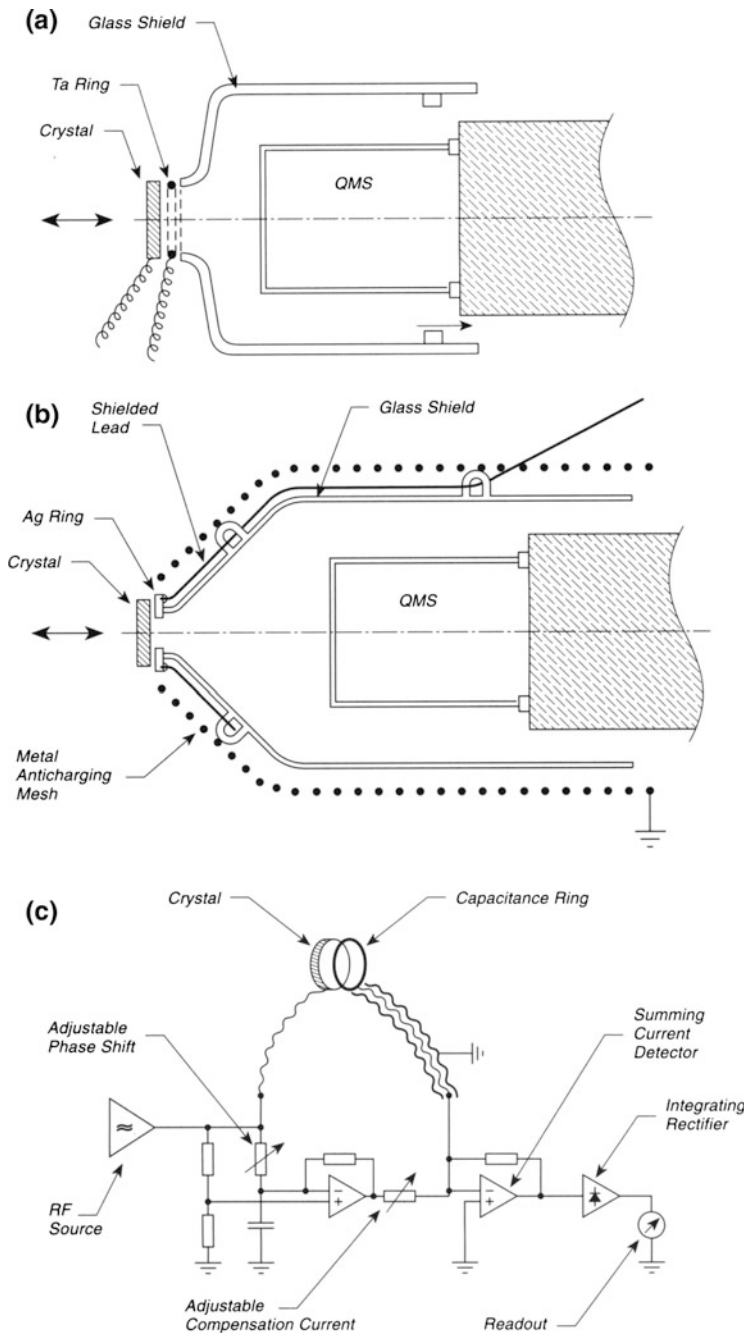 (a)
Glass Shield
Ta Ring
Crystal
QMS
(b)
Shielded
Lead
Glass Shield
Ag Ring
Crystal
QMS
Metal
Anticharging
Mesh
(c)
Crystal
Capacitance Ring
Adjustable
Phase Shift
Summing
Current
Detector
Integrating
Rectifier
≈
RF
Source
−
+
−
+
Adjustable
Compensation Current
Readout